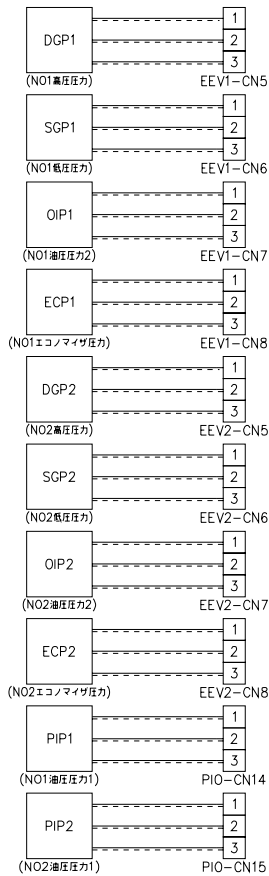 DGP1
1
2
3
(NO1高圧圧力)
EEV1-CN5
SGP1
1
2
3
(NO1低圧圧力)
EEV1-CN6
OIP1
1
2
3
(NO1油圧圧力2)
EEV1-CN7
ECP1
1
2
3
(NO1エコノマイザ圧力)
EEV1-CN8
DGP2
1
2
3
(NO2高圧圧力)
EEV2-CN5
SGP2
1
2
3
(NO2低圧圧力)
EEV2-CN6
OIP2
1
2
3
(NO2油圧圧力2)
EEV2-CN7
ECP2
1
2
3
(NO2エコノマイザ圧力)
EEV2-CN8
PIP1
1
2
3
(NO1油圧圧力1)
PIO-CN14
PIP2
1
2
3
(NO2油圧圧力1)
PIO-CN15